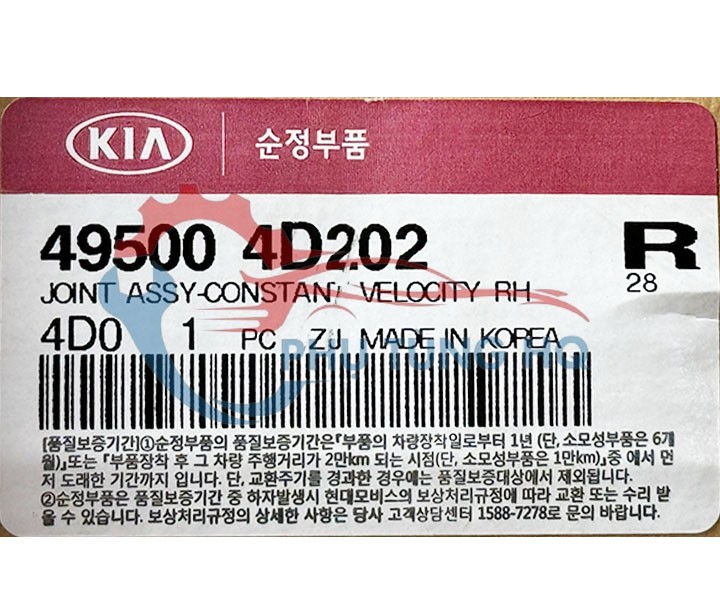 KIA 순정부품
49500 4D202 R
JOINT ASSY-CONSTANT VELOCITY RH 28
4D0 1 PC ZJ MADE IN KOREA
PHU TUNG HQ
[품질보증기간]①순정부품의 품질보증기간은『부품의 차량장착일로부터 1년 (단, 소모성부품은 6개
월)』또는 『부품장착 후 그 차량 주행거리가 2만km 되는 시점(단, 소모성부품은 1만km)』중 에서 먼
저 도래한 기간까지 입니다. 단, 교환주기를 경과한 경우에는 품질보증대상에서 제외됩니다.
②순정부품은 품질보증기간 중 하자발생시 현대모비스의 보상처리규정에 따라 교환 또는 수리 받
을 수 있습니다. 보상처리규정의 상세한 사항은 당사 고객상담센터 1588-7278로 문의 바랍니다.